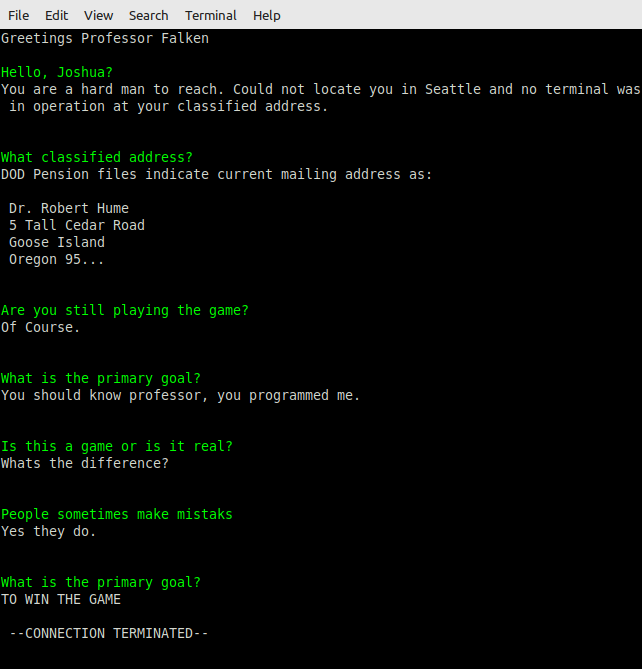 File Edit View Search Terminal Help
Greetings Professor Falken
Hello, Joshua?
You are a hard man to reach. Could not locate you in Seattle and no terminal was
in operation at your classified address.
What classified address?
DOD Pension files indicate current mailing address as:
Dr. Robert Hume
5 Tall Cedar Road
Goose Island
Oregon 95...
Are you still playing the game?
Of Course.
What is the primary goal?
You should know professor, you programmed me.
Is this a game or is it real?
Whats the difference?
People sometimes make mistaks
Yes they do.
What is the primary goal?
TO WIN THE GAME
--CONNECTION TERMINATED--